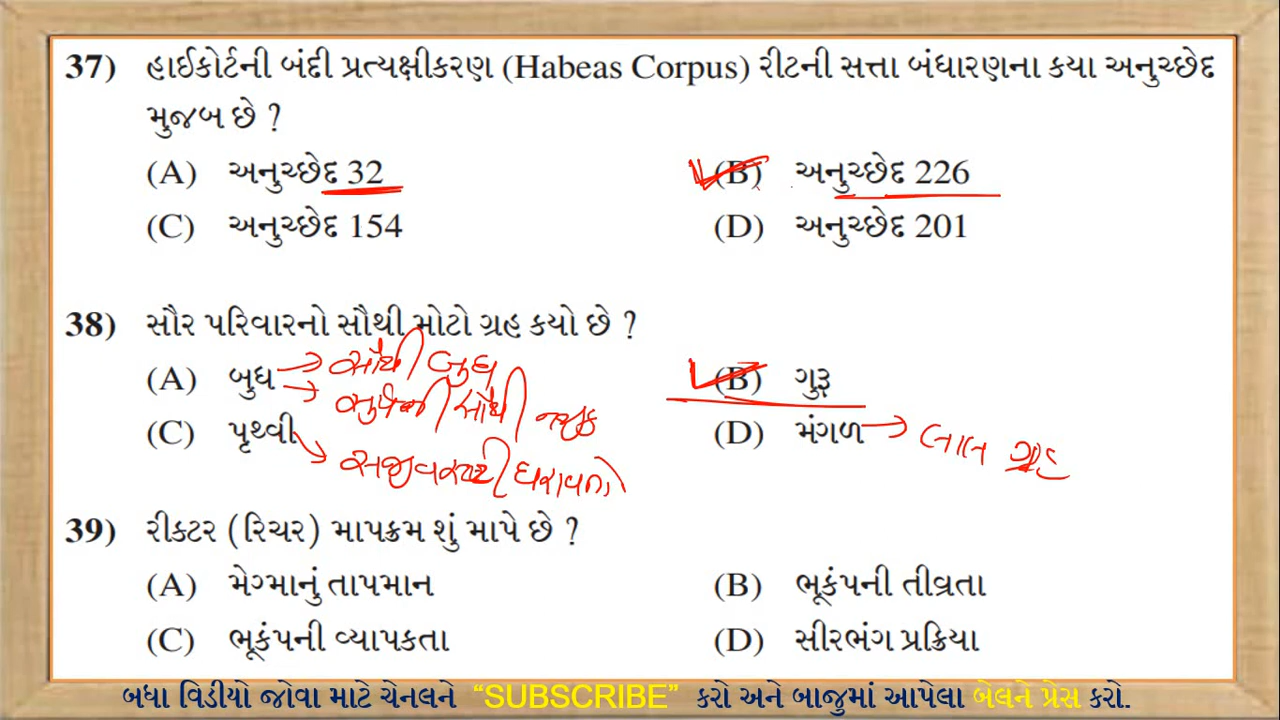 37) હાઈકોર્ટની બંદી પ્રત્યક્ષીકરણ (Habeas Corpus) રીટની સત્તા બંધારણના કયા અનુચ્છેદ
મુજબ છે ?
(A) અનુચ્છેદ 32 (B) અનુચ્છેદ 226
(C) અનુચ્છેદ 154 (D) અનુચ્છેદ 201
38) સૌર પરિવારનો સૌથી મોટો ગ્રહ કયો છે ?
(A) બુધ → સૌથી (B) ગુરૂ
→ સૌથી નજીક
(C) પૃથ્વી (D) મંગળ → લાલ ગ્રહ
39) રીક્ટર (રિચર) માપક્રમ શું માપે છે ?
(A) મેગ્માનું તાપમાન (B) ભૂકંપની તીવ્રતા
(C) ભૂકંપની વ્યાપકતા (D) સીરભંગ પ્રક્રિયા
બધા વિડીયો જોવા માટે ચેનલને “SUBSCRIBE” કરો અને બાજુમાં આપેલા બેલને પ્રેસ કરો.